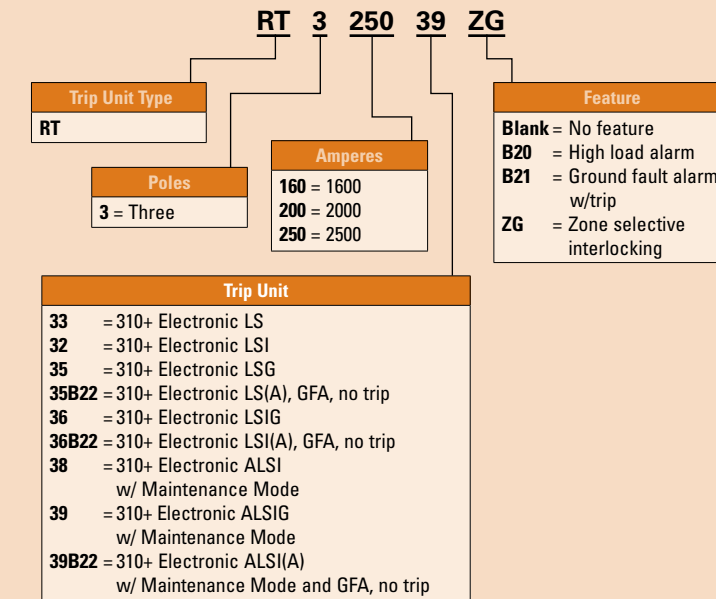 RT 3 250 39 ZG
Trip Unit Type
RT
Poles
3 = Three
Amperes
160 = 1600
200 = 2000
250 = 2500
Feature
Blank = No feature
B20 = High load alarm
B21 = Ground fault alarm
w/trip
ZG = Zone selective
interlocking
Trip Unit
33 = 310+ Electronic LS
32 = 310+ Electronic LSI
35 = 310+ Electronic LSG
35B22 = 310+ Electronic LS(A), GFA, no trip
36 = 310+ Electronic LSIG
36B22 = 310+ Electronic LSI(A), GFA, no trip
38 = 310+ Electronic ALSI
w/ Maintenance Mode
39 = 310+ Electronic ALSIG
w/ Maintenance Mode
39B22 = 310+ Electronic ALSI(A)
w/ Maintenance Mode and GFA, no trip